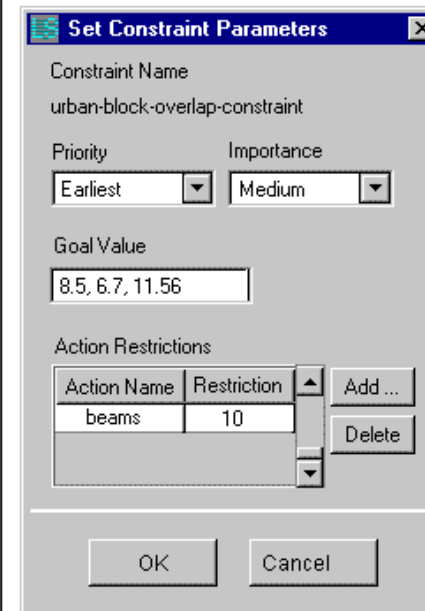 Set Constraint Parameters
Constraint Name
urban-block-overlap-constraint
Priority Importance
Earliest Medium
Goal Value
8.5, 6.7, 11.56
Action Restrictions
Action Name Restriction Add ...
beams 10
Delete
OK Cancel